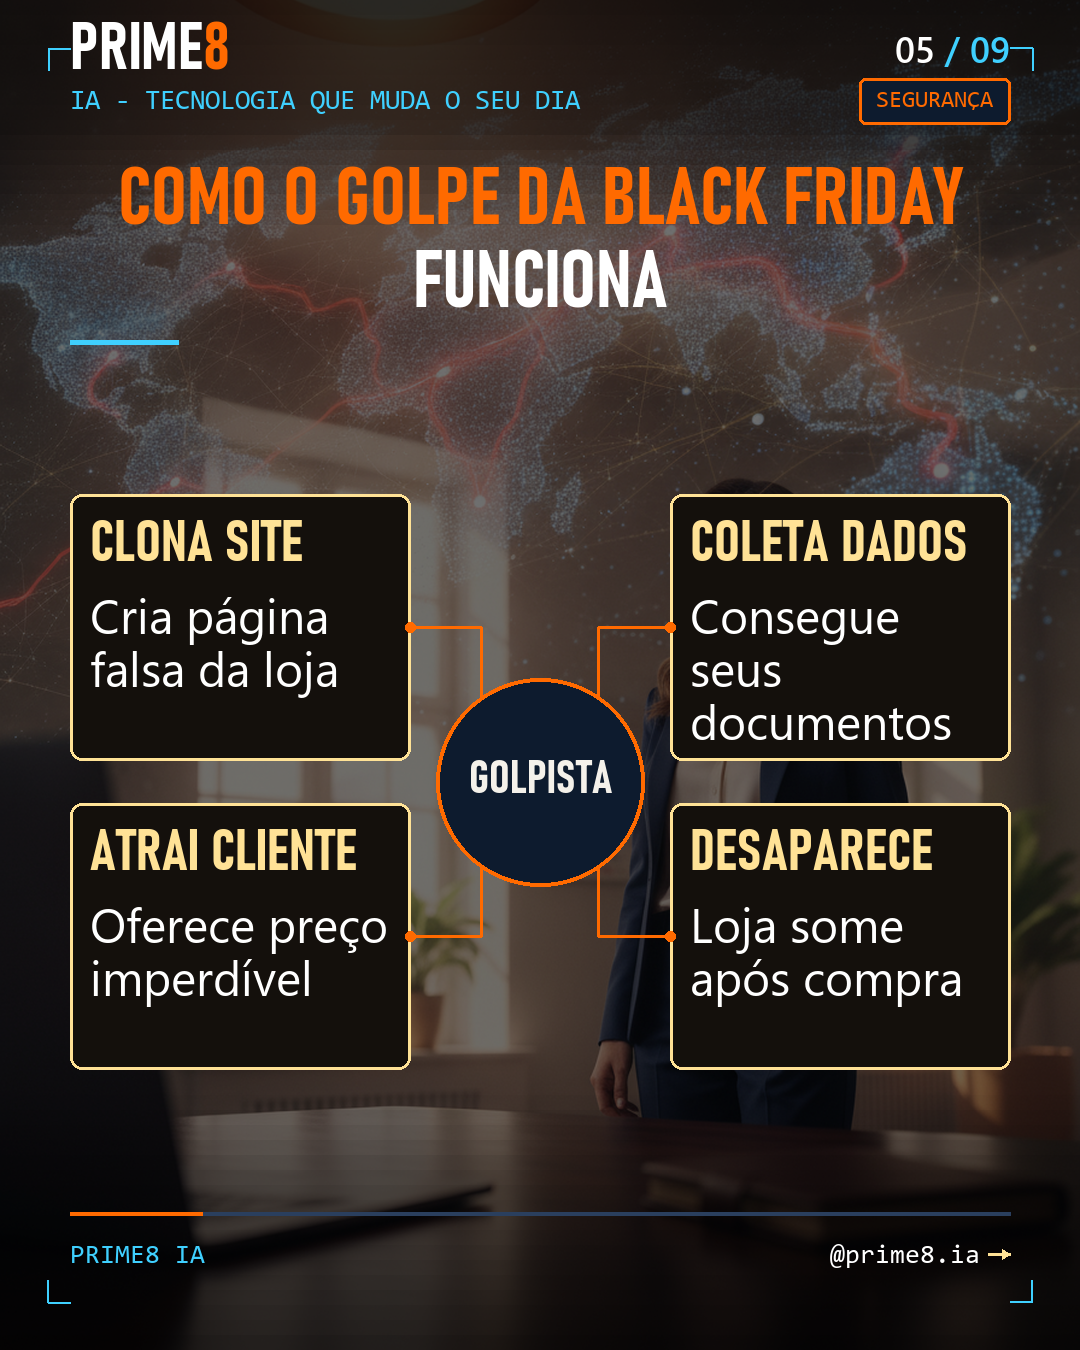 PRIME8
05 / 09
IA - TECNOLOGIA QUE MUDA O SEU DIA
SEGURANÇA
COMO O GOLPE DA BLACK FRIDAY
FUNCIONA
CLONA SITE
Cria página
falsa da loja
COLETA DADOS
Consegue
seus
documentos
GOLPISTA
ATRAI CLIENTE
Oferece preço
imperdível
DESAPARECE
Loja some
após compra
PRIME8 IA
@prime8.ia